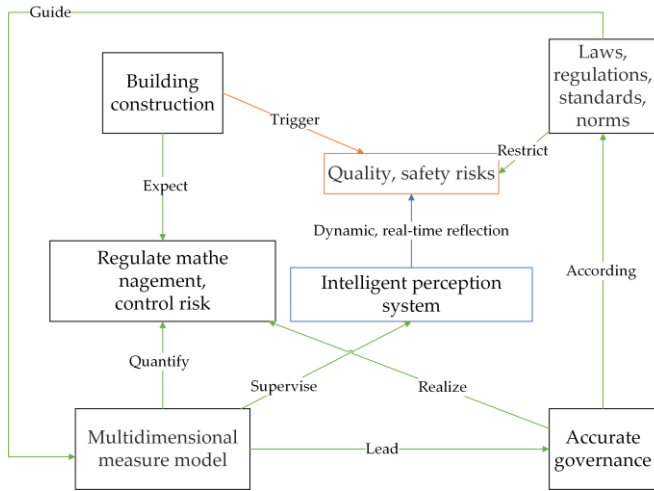 Guide
Building
construction
Laws,
regulations,
standards,
norms
Trigger
Restrict
Quality, safety risks
Expect
Dynamic, real-time reflection
Regulate mathe
nagement,
control risk
Intelligent perception
system
According
Quantify
Supervise
Realize
Multidimensional
measure model
Lead
Accurate
governance